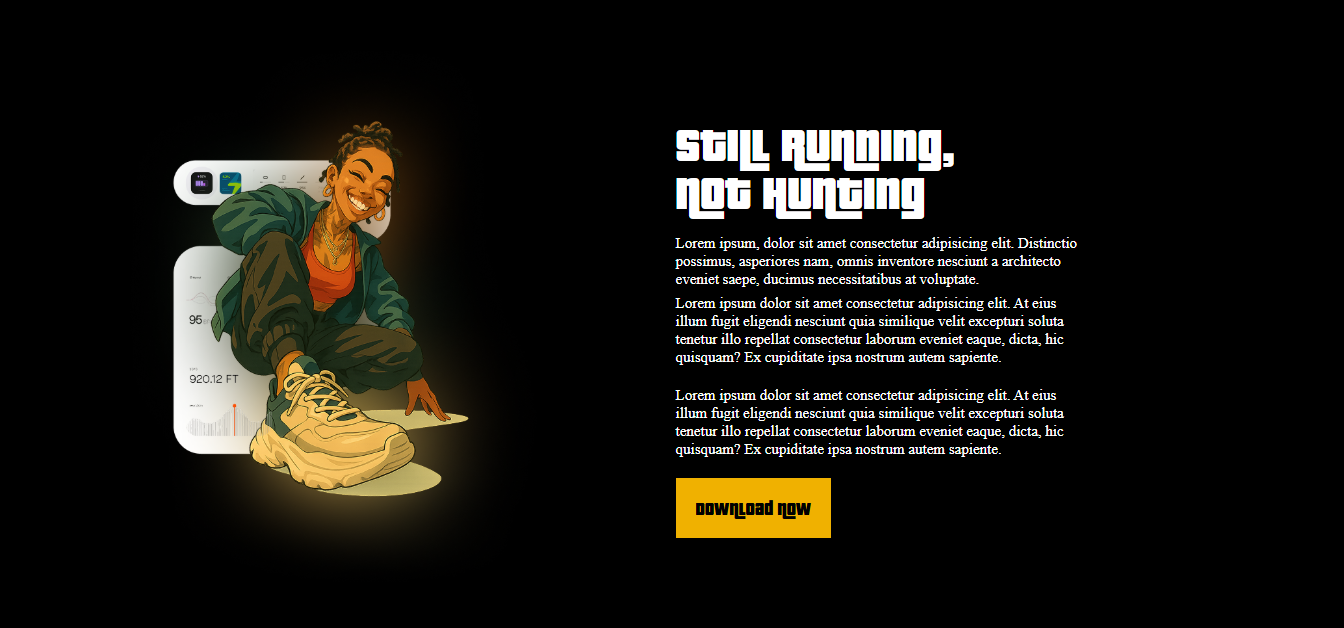 Still Running,
not Hunting
Lorem ipsum, dolor sit amet consectetur adipisicing elit. Distinctio
possimus, asperiores nam, omnis inventore nesciunt a architecto
eveniet saepe, ducimus necessitatibus at voluptate.
Lorem ipsum dolor sit amet consectetur adipisicing elit. At eius
illum fugit eligendi nesciunt quia similique velit excepturi soluta
tenetur illo repellat consectetur laborum eveniet eaque, dicta, hic
quisquam? Ex cupiditate ipsa nostrum autem sapiente.
Lorem ipsum dolor sit amet consectetur adipisicing elit. At eius
illum fugit eligendi nesciunt quia similique velit excepturi soluta
tenetur illo repellat consectetur laborum eveniet eaque, dicta, hic
quisquam? Ex cupiditate ipsa nostrum autem sapiente.
Download now
95
920.12 FT